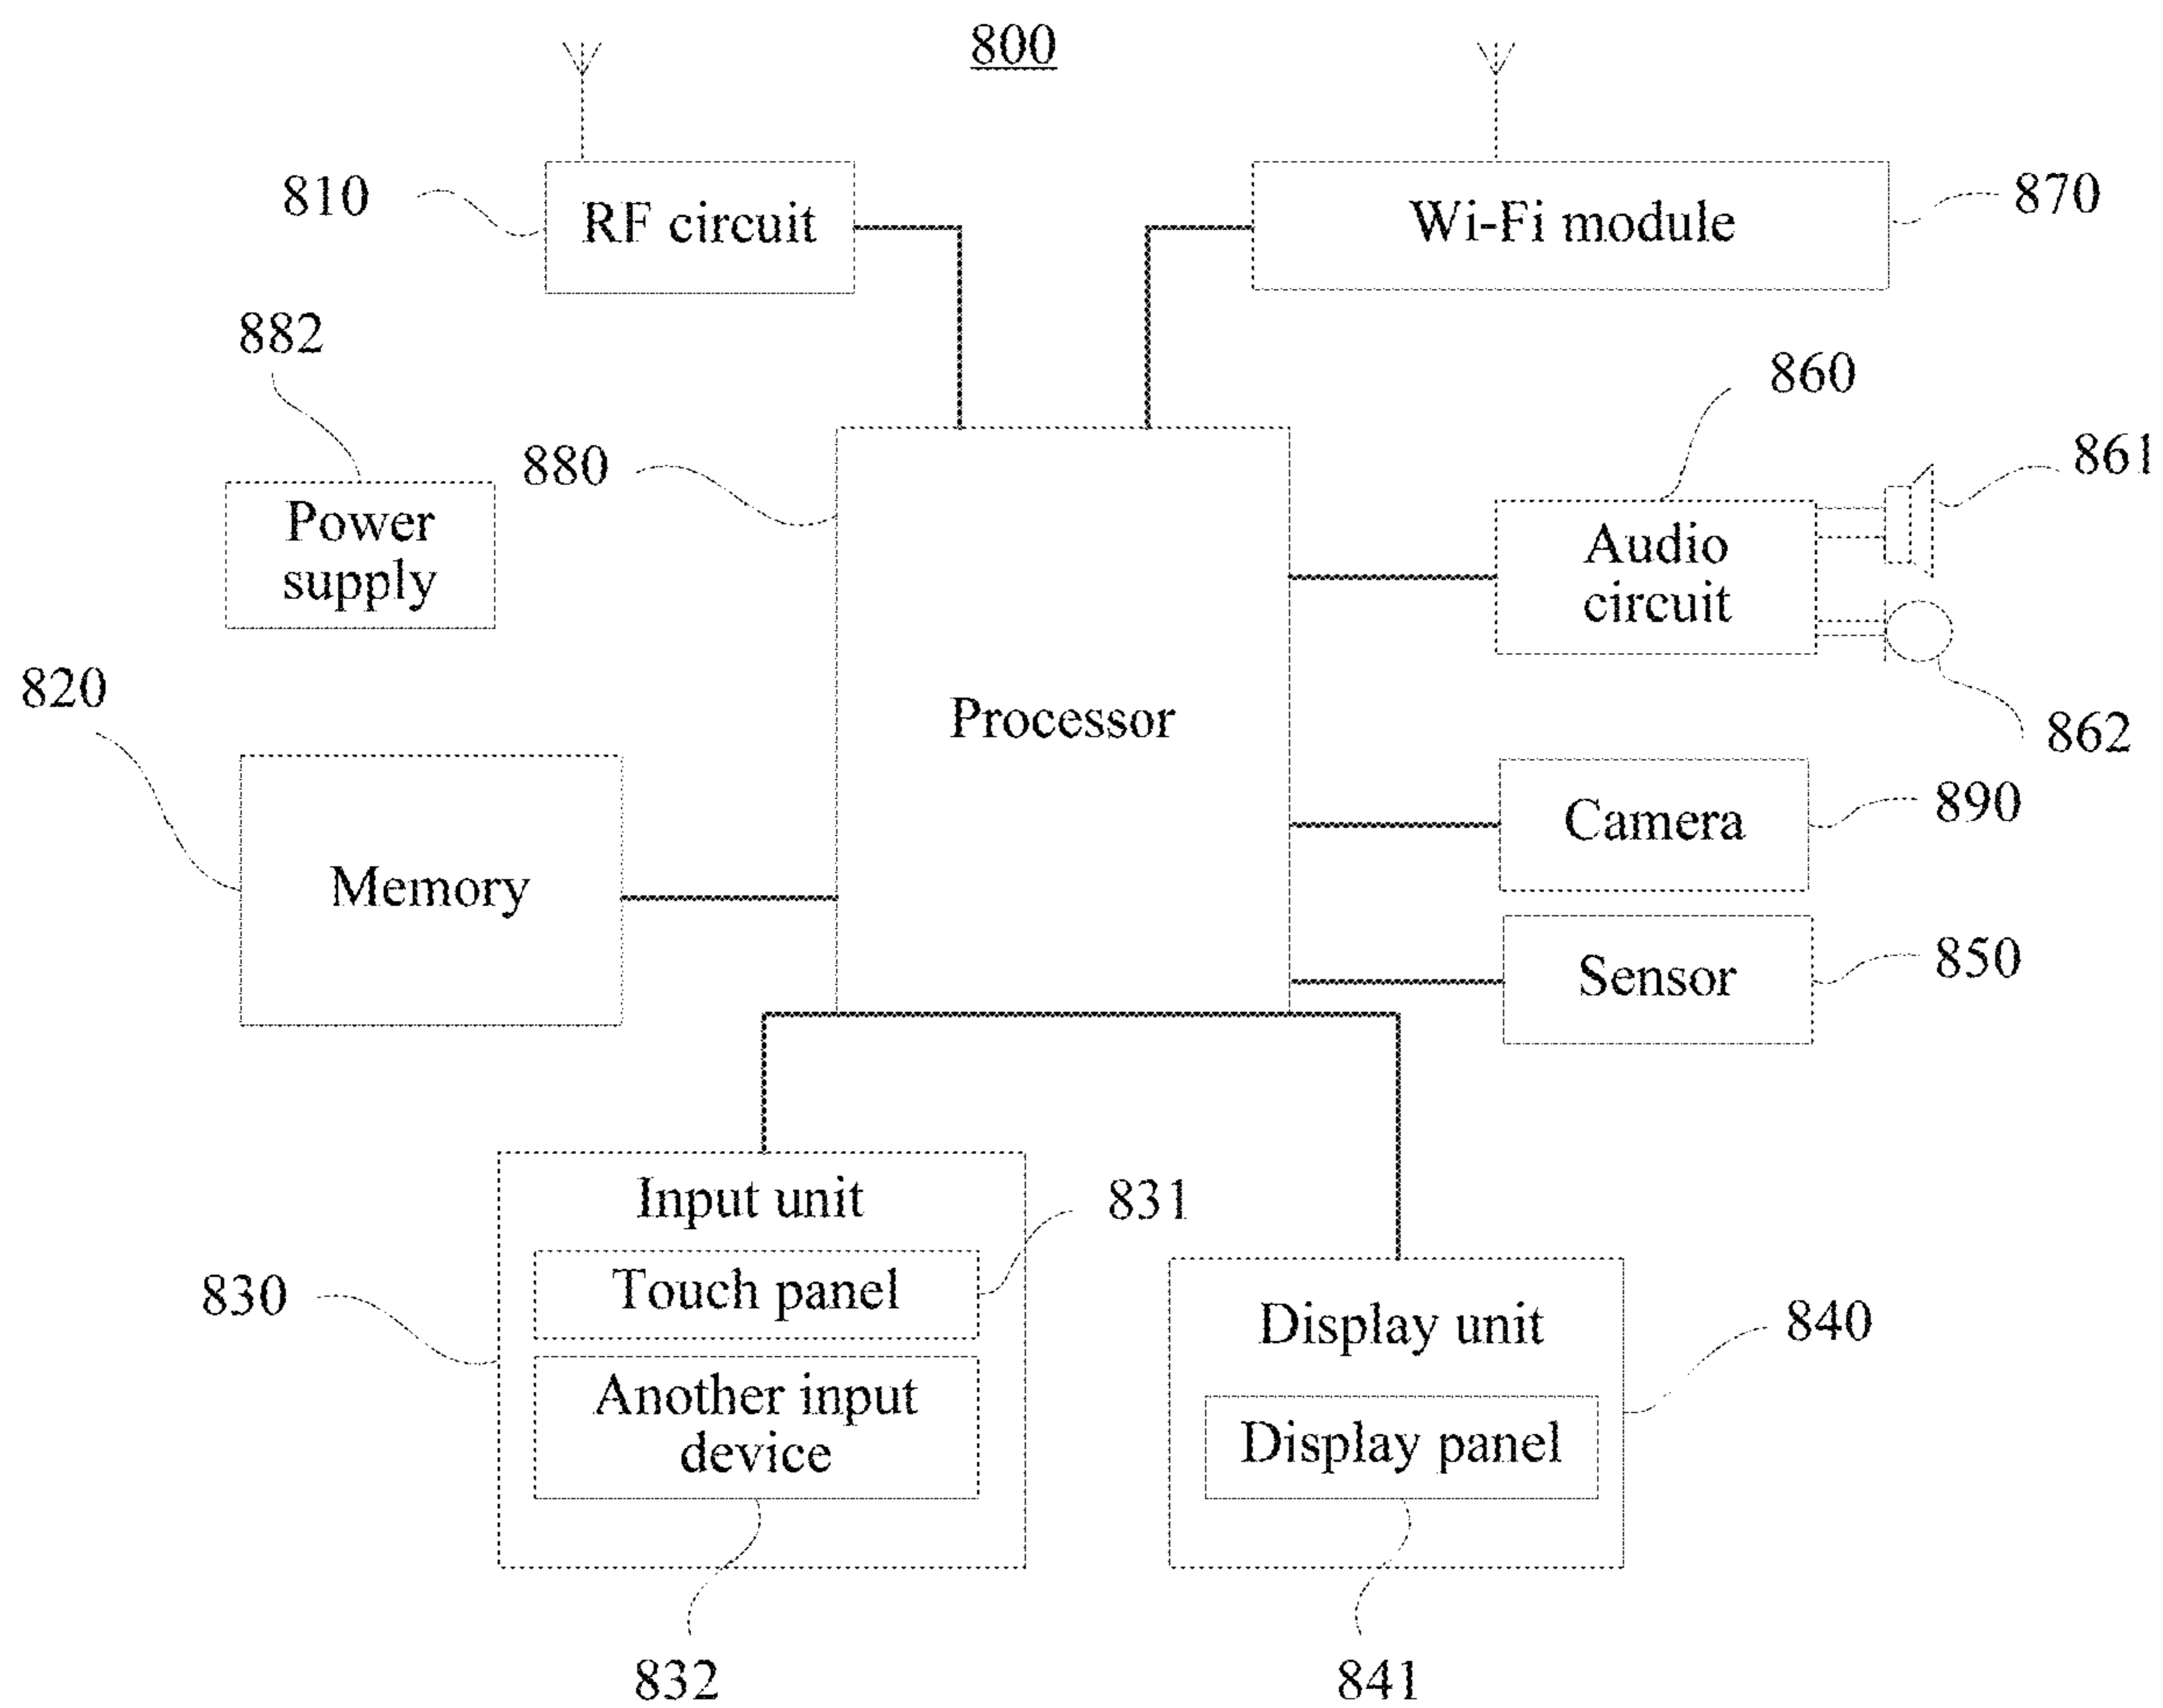 800
810
RF circuit
Wi-Fi module
870
882
860
880
861
Power
supply
Audio
circuit
820
Processor
862
890
Camera
Memory
850
Sensor
Input unit
831
830
Touch panel
Display unit
840
Another input
device
Display panel
832
841